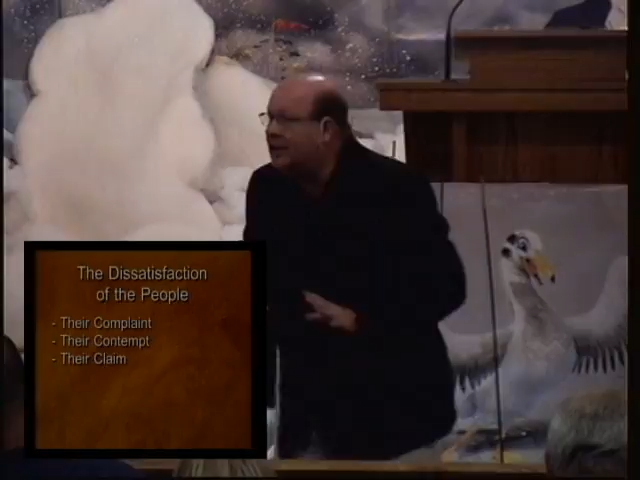 The Dissatisfaction
of the People
- Their Complaint
- Their Contempt
- Their Claim